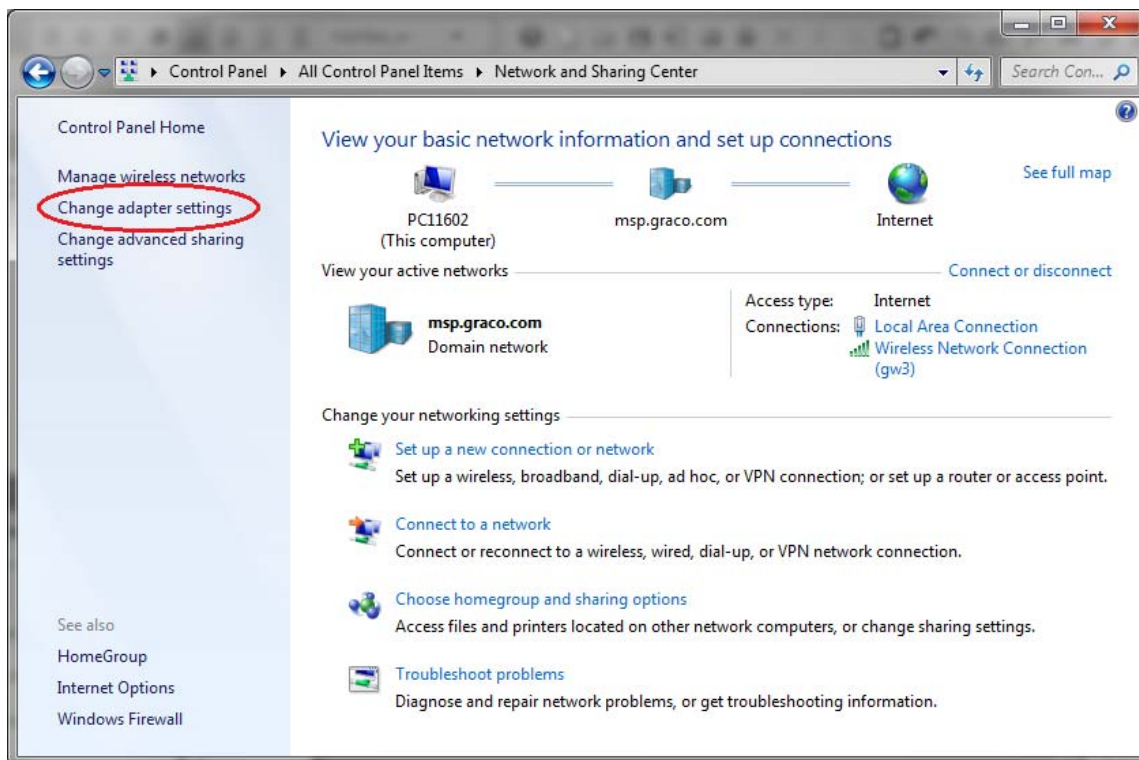 Control Panel ▸ All Control Panel Items ▸ Network and Sharing Center
Search Con...
Control Panel Home
Manage wireless networks
Change adapter settings
Change advanced sharing
settings
See also
HomeGroup
Internet Options
Windows Firewall
View your basic network information and set up connections
See full map
PC11602
(This computer)
msp.graco.com
Internet
View your active networks
Connect or disconnect
msp.graco.com
Domain network
Access type: Internet
Connections: Local Area Connection
Wireless Network Connection
(gw3)
Change your networking settings
Set up a new connection or network
Set up a wireless, broadband, dial-up, ad hoc, or VPN connection; or set up a router or access point.
Connect to a network
Connect or reconnect to a wireless, wired, dial-up, or VPN network connection.
Choose homegroup and sharing options
Access files and printers located on other network computers, or change sharing settings.
Troubleshoot problems
Diagnose and repair network problems, or get troubleshooting information.